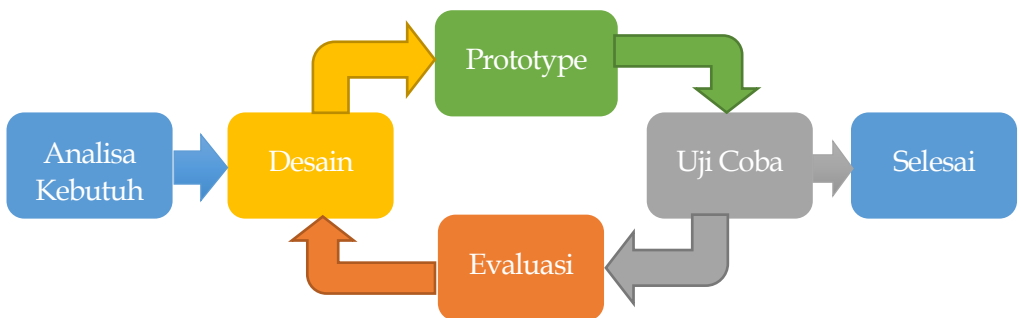 Prototype
Analisa
Kebutuh
Desain
Uji Coba
Selesai
Evaluasi